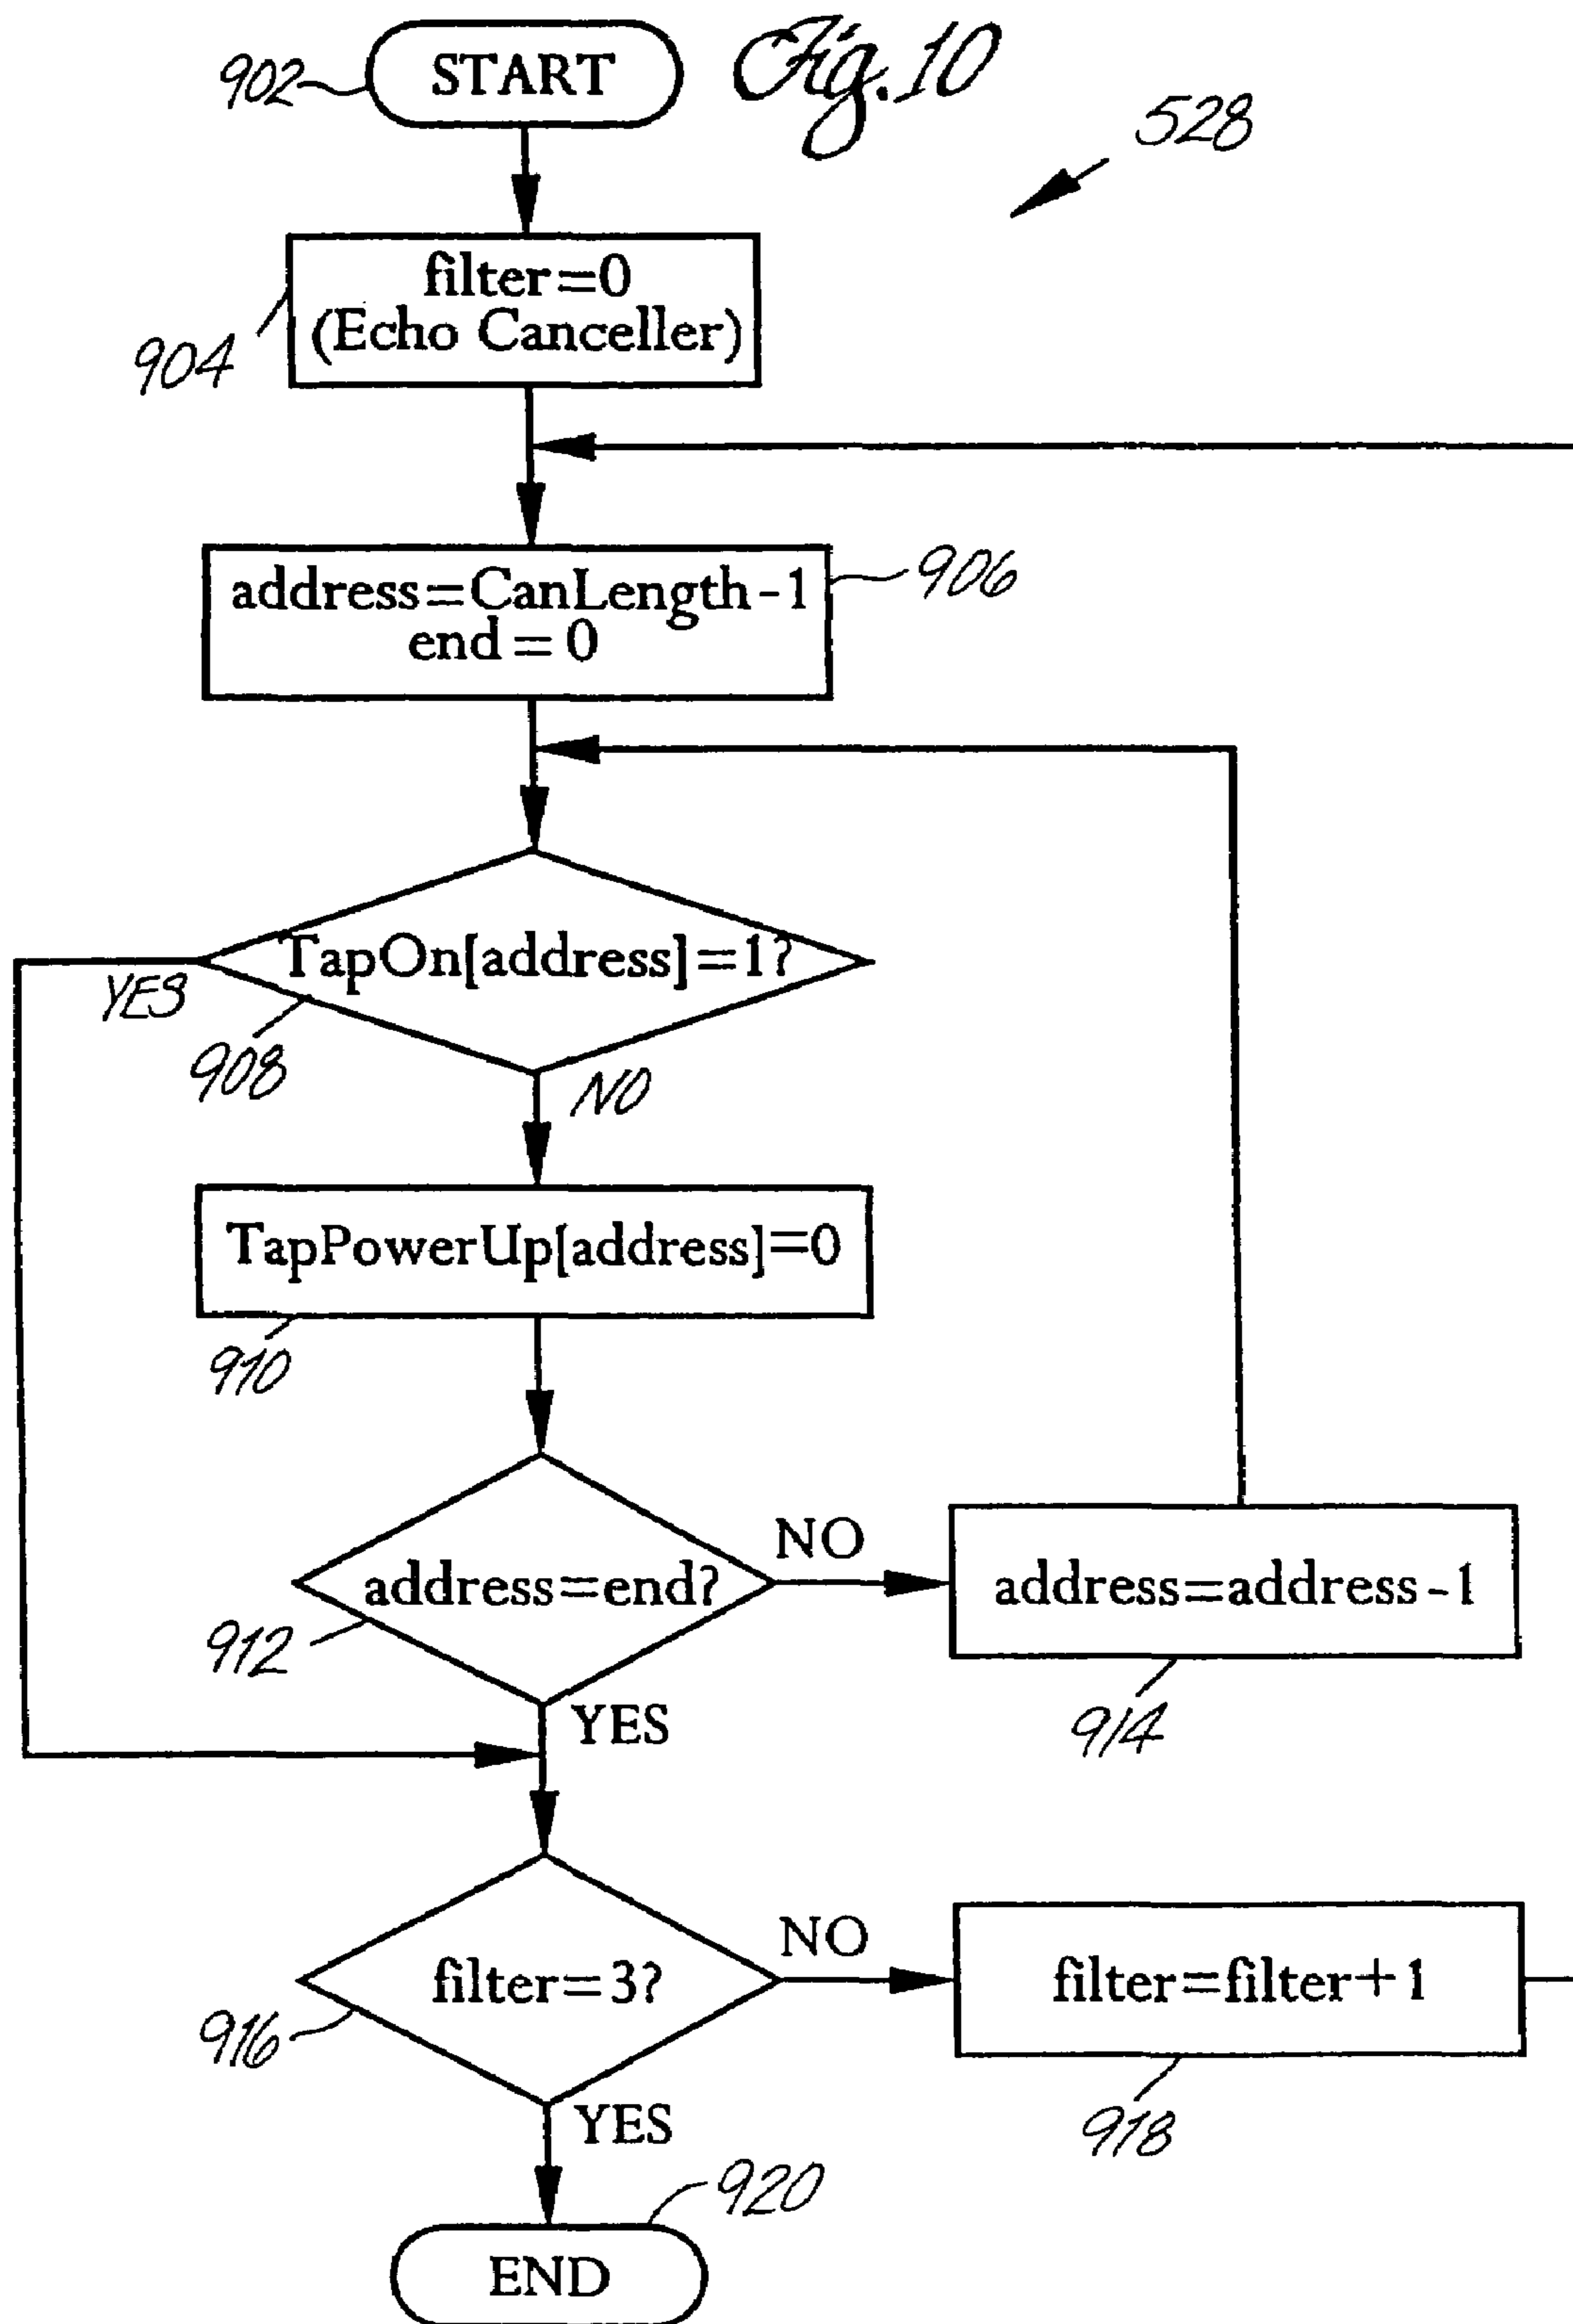 902
START
Fig. 10
528
filter=0
(Echo Canceller)
904
address=CanLength-1
end=0
906
TapOn[address]=1?
YES
908
NO
TapPowerUp[address]=0
910
address=end?
NO
address=address-1
912
YES
914
filter=3?
NO
filter=filter+1
916
YES
918
920
END